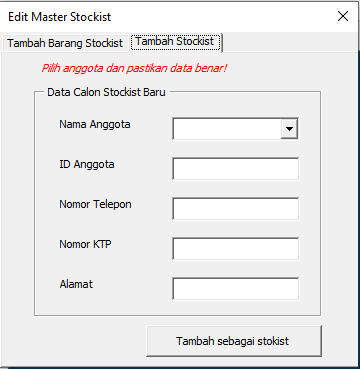 Edit Master Stockist
Tambah Barang Stockist Tambah Stockist
Pilih anggota dan pastikan data benar!
Data Calon Stockist Baru
Nama Anggota
ID Anggota
Nomor Telepon
Nomor KTP
Alamat
Tambah sebagai stokist